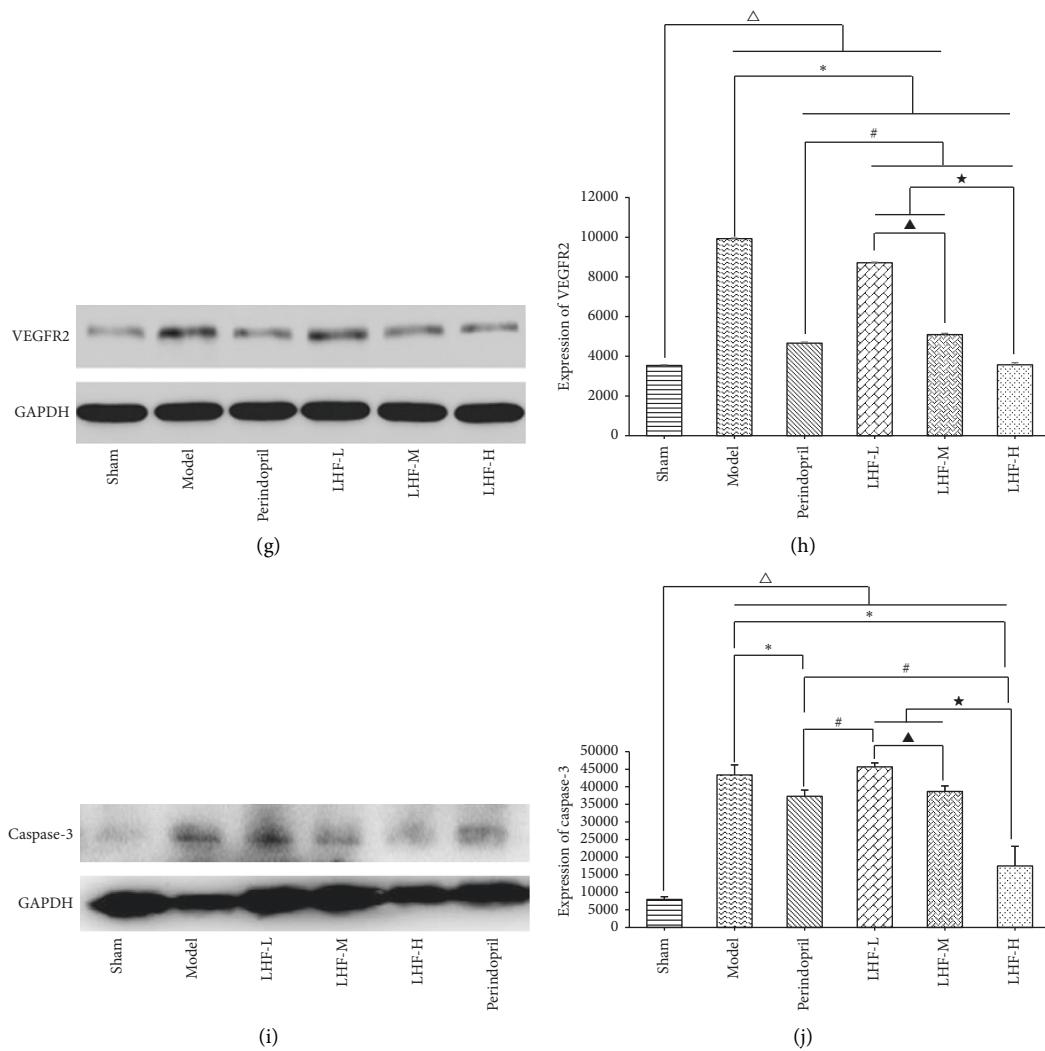 VEGFR2
GAPDH
Sham
Model
Perindopril
LHF-L
LHF-M
LHF-H
(g)
△
*
#
★
▲
Expression of VEGFR2
12000
10000
8000
6000
4000
2000
0
Sham
Model
Perindopril
LHF-L
LHF-M
LHF-H
(h)
Caspase-3
GAPDH
Sham
Model
LHF-L
LHF-M
LHF-H
Perindopril
(i)
△
*
*
#
★
#
▲
Expression of caspase-3
50000
45000
40000
35000
30000
25000
20000
15000
10000
5000
0
Sham
Model
Perindopril
LHF-L
LHF-M
LHF-H
(j)